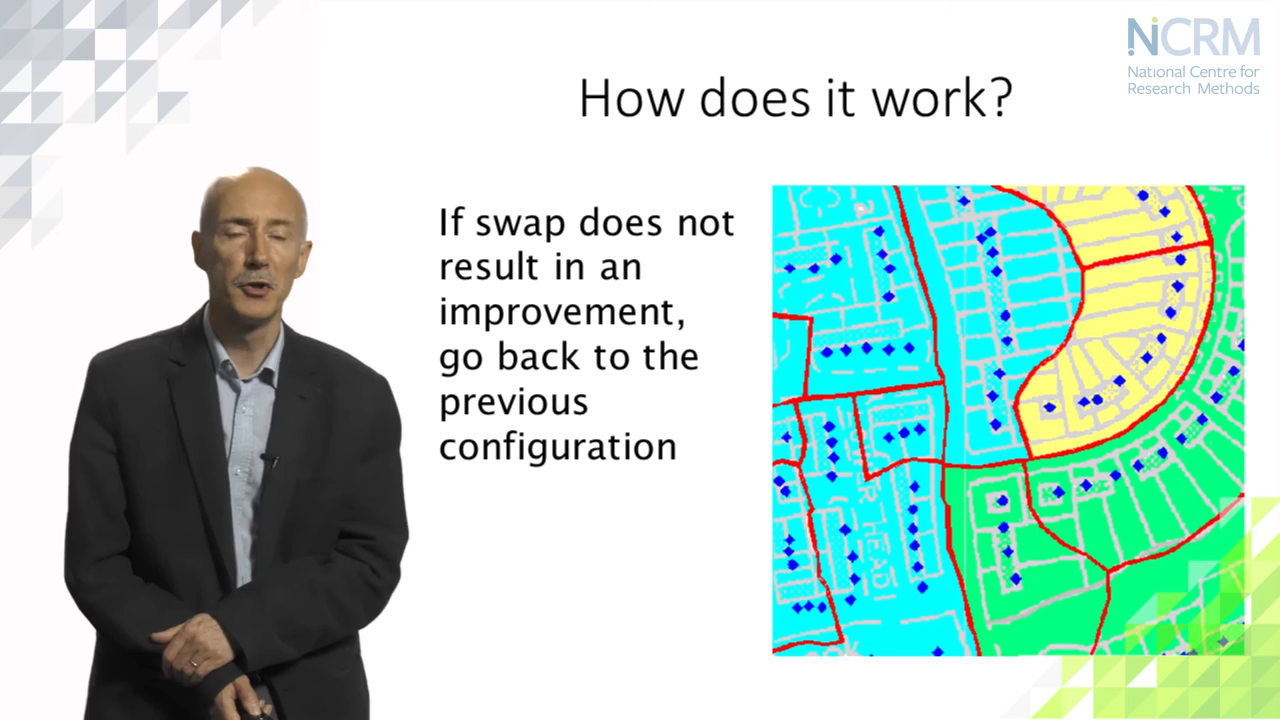 NCRM
National Centre for
Research Methods
How does it work?
If swap does not
result in an
improvement,
go back to the
previous
configuration